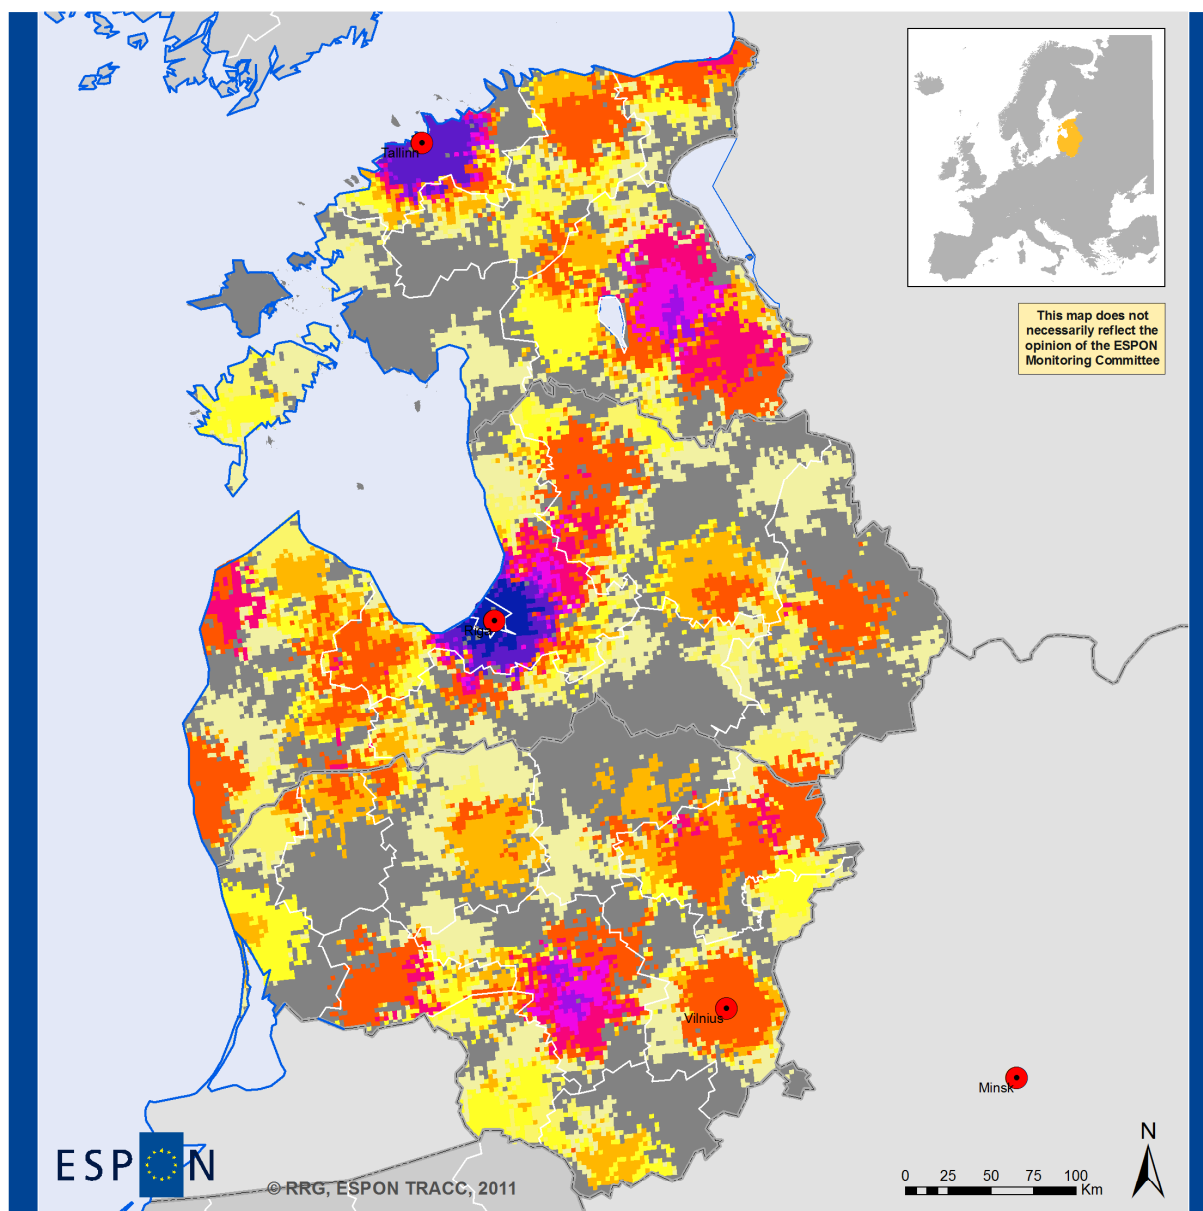 Tallinn
This map does not
necessarily reflect the
opinion of the ESPON
Monitoring Committee
Riga
Vilnius
Minsk
ESPON
© RRG, ESPON TRACC, 2011
N
0 25 50 75 100
Km